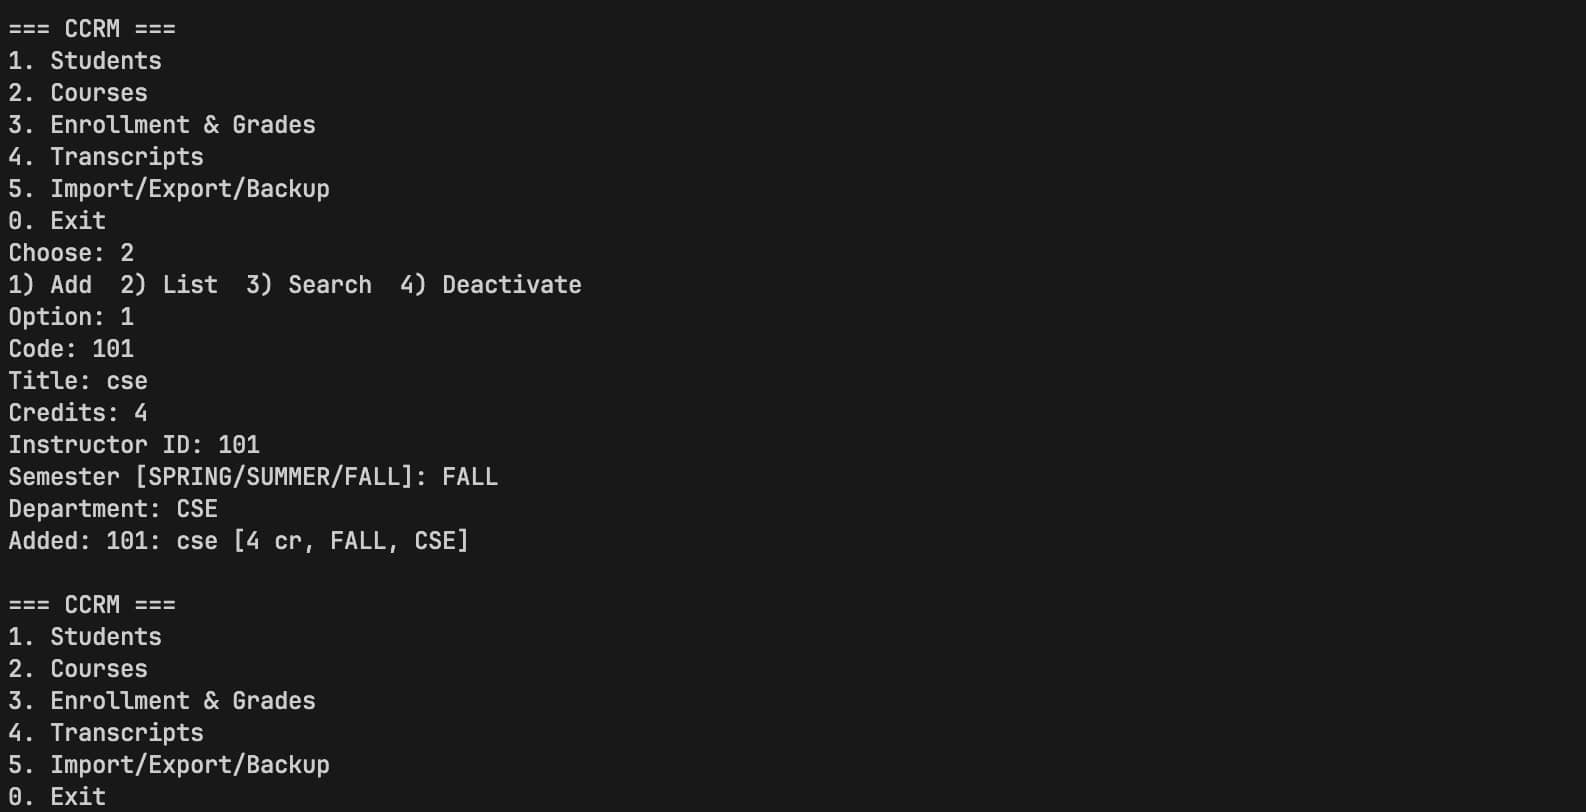 === CCRM ===
1. Students
2. Courses
3. Enrollment & Grades
4. Transcripts
5. Import/Export/Backup
0. Exit
Choose: 2
1) Add  2) List  3) Search  4) Deactivate
Option: 1
Code: 101
Title: cse
Credits: 4
Instructor ID: 101
Semester [SPRING/SUMMER/FALL]: FALL
Department: CSE
Added: 101: cse [4 cr, FALL, CSE]

=== CCRM ===
1. Students
2. Courses
3. Enrollment & Grades
4. Transcripts
5. Import/Export/Backup
0. Exit